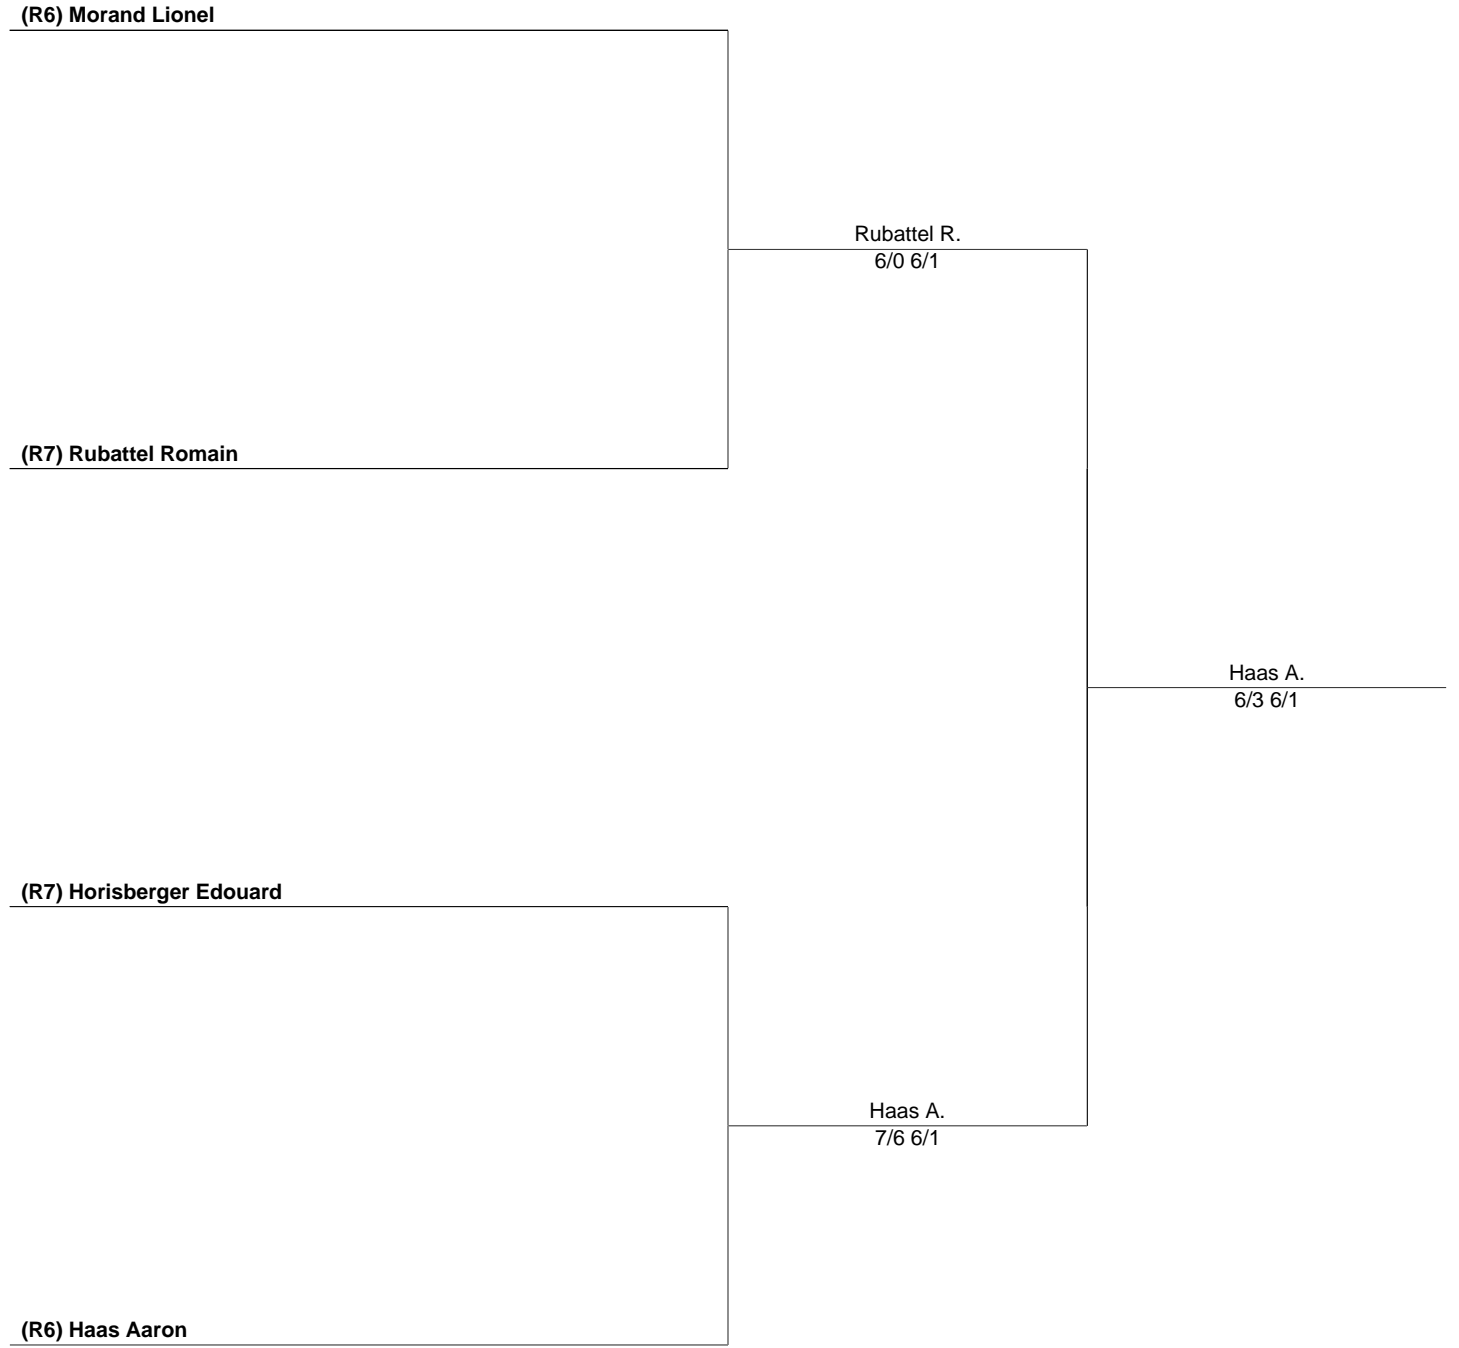 (R6) Morand Lionel
Rubattel R.
6/0 6/1
(R7) Rubattel Romain
Haas A.
6/3 6/1
(R7) Horisberger Edouard
Haas A.
7/6 6/1
(R6) Haas Aaron